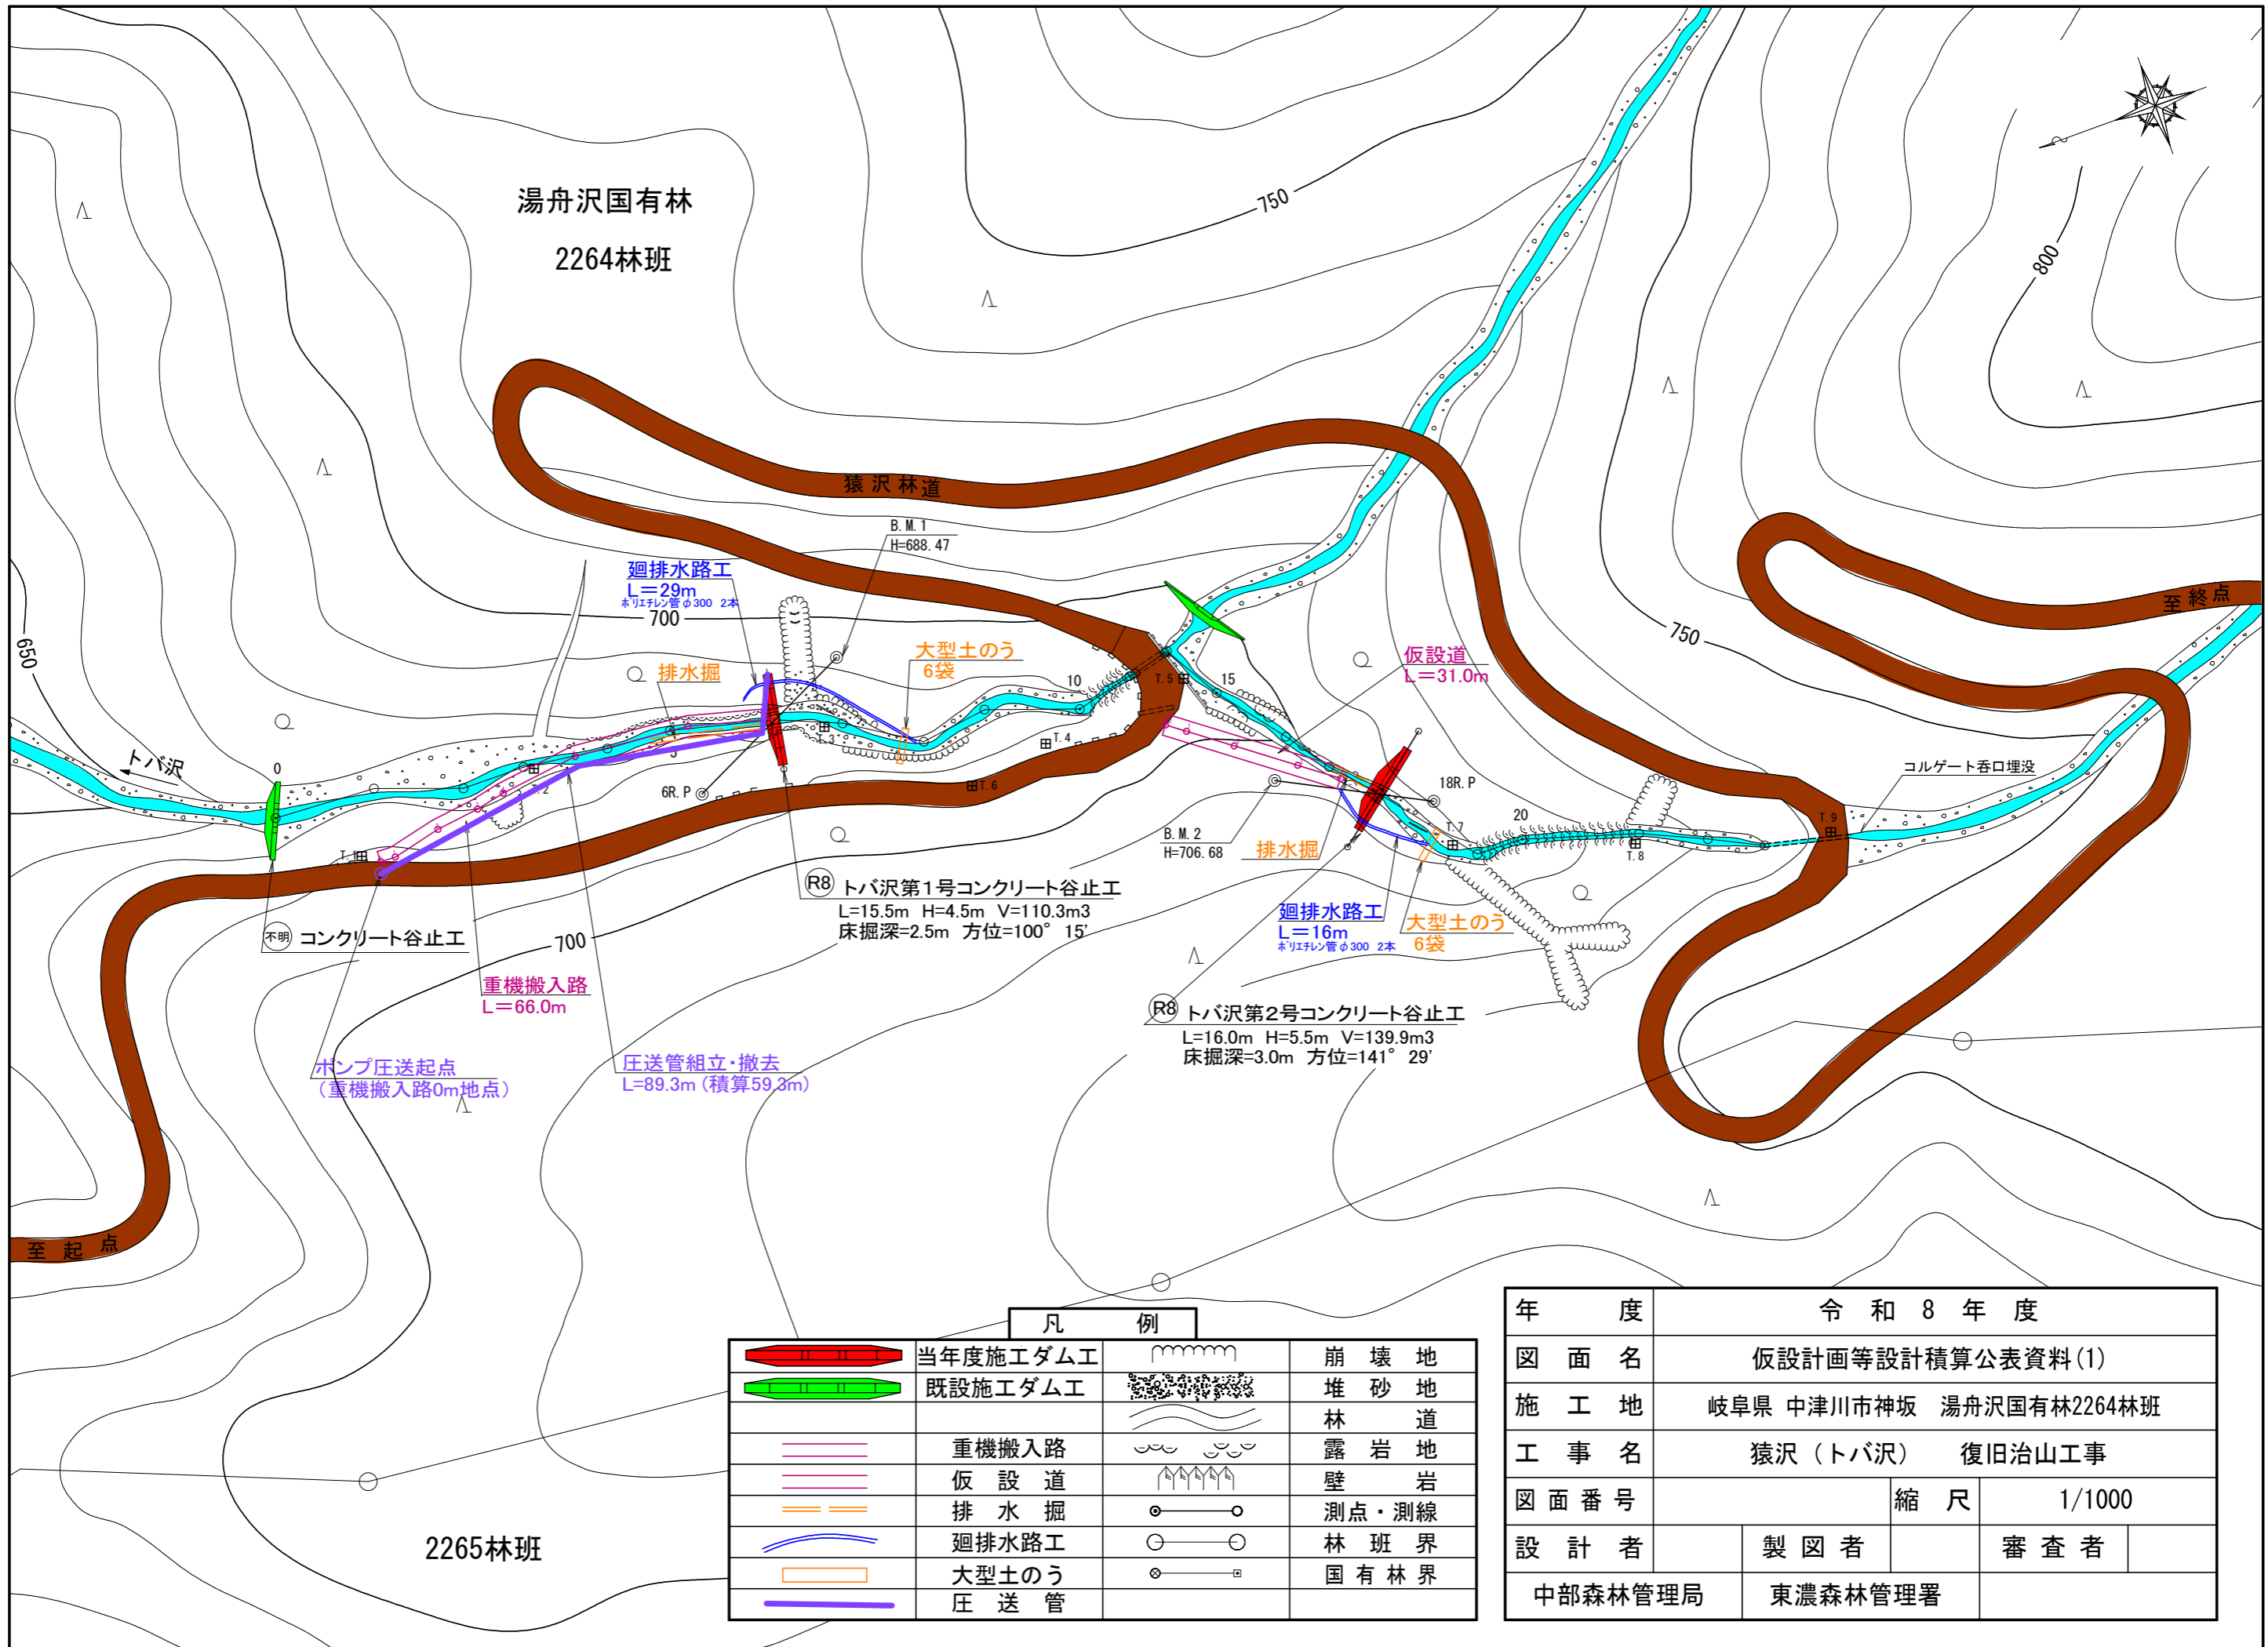 湯舟沢国有林
2264林班
750
800
猿沢林道
B.M.1
H=688.47
廻排水路工
L=29m
ポリエチレン管φ300 2本
700
排水掘
大型土のう
6袋
10
T.5
15
仮設道
L=31.0m
750
至終点
650
トバ沢
0
T.1
T.2
5
T.3
T.4
T.6
6R.P
18R.P
コルゲート呑口埋没
B.M.2
H=706.68
排水掘
T.7
20
T.8
T.9
R8 トバ沢第1号コンクリート谷止工
L=15.5m H=4.5m V=110.3m3
床掘深=2.5m 方位=100° 15'
不明 コンクリート谷止工
700
廻排水路工
L=16m
ポリエチレン管φ300 2本
大型土のう
6袋
重機搬入路
L=66.0m
R8 トバ沢第2号コンクリート谷止工
L=16.0m H=5.5m V=139.9m3
床掘深=3.0m 方位=141° 29'
ポンプ圧送起点
(重機搬入路0m地点)
圧送管組立・撤去
L=89.3m(積算59.3m)
至起点
2265林班
凡例
当年度施工ダム工 崩壊地
既設施工ダム工 堆砂地
林道
重機搬入路 露岩地
仮設道 壁岩
排水掘 測点・測線
廻排水路工 林班界
大型土のう 国有林界
圧送管
年度 令和8年度
図面名 仮設計画等設計積算公表資料(1)
施工地 岐阜県 中津川市神坂 湯舟沢国有林2264林班
工事名 猿沢(トバ沢) 復旧治山工事
図面番号 縮尺 1/1000
設計者 製図者 審査者
中部森林管理局 東濃森林管理署